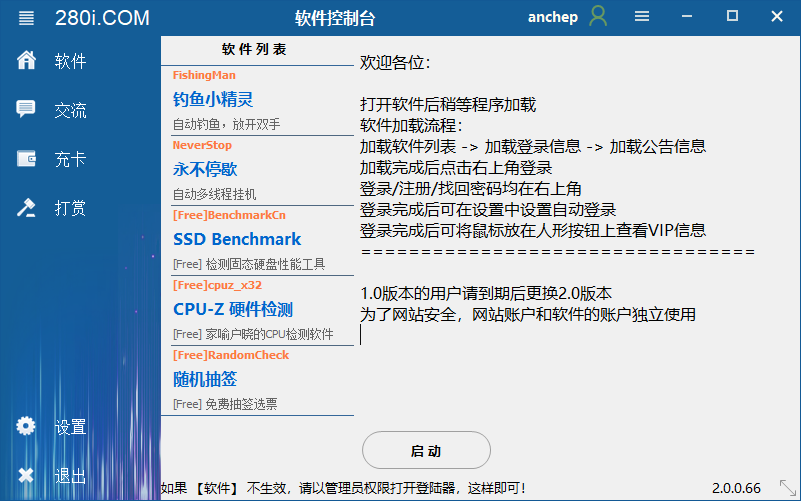 280i.COM
软件控制台
anchep
软件
交流
充卡
打赏
设置
退出
软 件 列 表
FishingMan
钓鱼小精灵
自动钓鱼，放开双手
NeverStop
永不停歇
自动多线程挂机
[Free]BenchmarkCn
SSD Benchmark
[Free] 检测固态硬盘性能工具
[Free]cpuz_x32
CPU-Z 硬件检测
[Free] 家喻户晓的CPU检测软件
[Free]RandomCheck
随机抽签
[Free] 免费抽签选票
欢迎各位：
打开软件后稍等程序加载
软件加载流程：
加载软件列表 -> 加载登录信息 -> 加载公告信息
加载完成后点击右上角登录
登录/注册/找回密码均在右上角
登录完成后可在设置中设置自动登录
登录完成后可将鼠标放在人形按钮上查看VIP信息
=================================
1.0版本的用户请到期后更换2.0版本
为了网站安全，网站账户和软件的账户独立使用
启 动
如果 【软件】 不生效，请以管理员权限打开登陆器，这样即可！
2.0.0.66